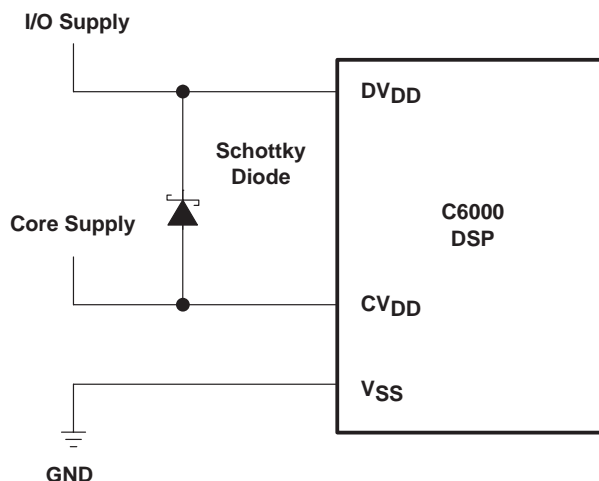 I/O Supply
DVDD
Schottky
Diode
C6000
DSP
Core Supply
CVDD
VSS
GND